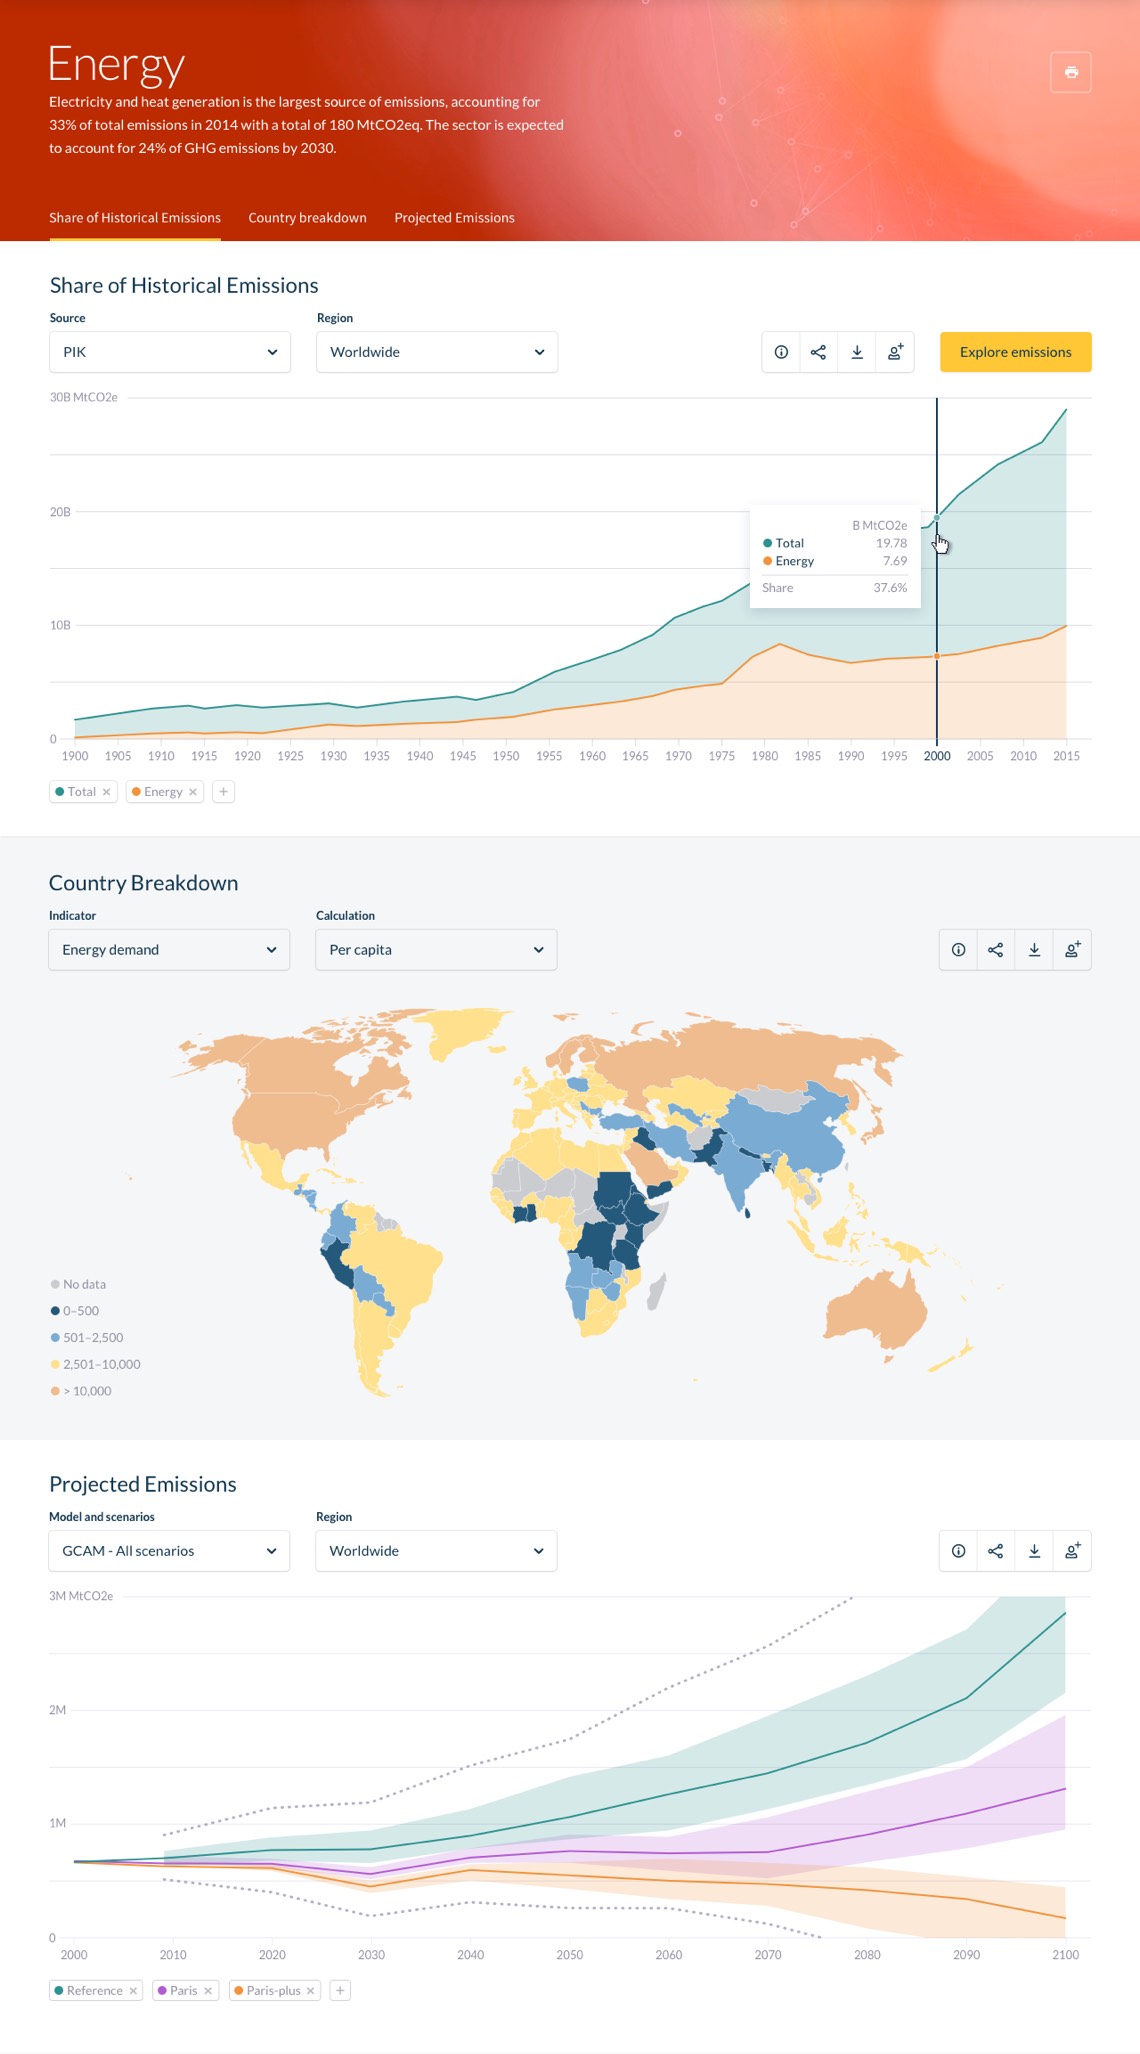 Energy
Electricity and heat generation is the largest source of emissions, accounting for
33% of total emissions in 2014 with a total of 180 MtCO2eq. The sector is expected
to account for 24% of GHG emissions by 2030.
Share of Historical Emissions Country breakdown Projected Emissions
Share of Historical Emissions
Source Region
PIK Worldwide Explore emissions
30B MtCO2e
20B
B MtCO2e
Total 19.78
Energy 7.69
Share 37.6%
10B
0
1900 1905 1910 1915 1920 1925 1930 1935 1940 1945 1950 1955 1960 1965 1970 1975 1980 1985 1990 1995 2000 2005 2010 2015
Total × Energy × +
Country Breakdown
Indicator Calculation
Energy demand Per capita
No data
0–500
501–2,500
2,501–10,000
> 10,000
Projected Emissions
Model and scenarios Region
GCAM - All scenarios Worldwide
3M MtCO2e
2M
1M
0
2000 2010 2020 2030 2040 2050 2060 2070 2080 2090 2100
Reference × Paris × Paris-plus × +